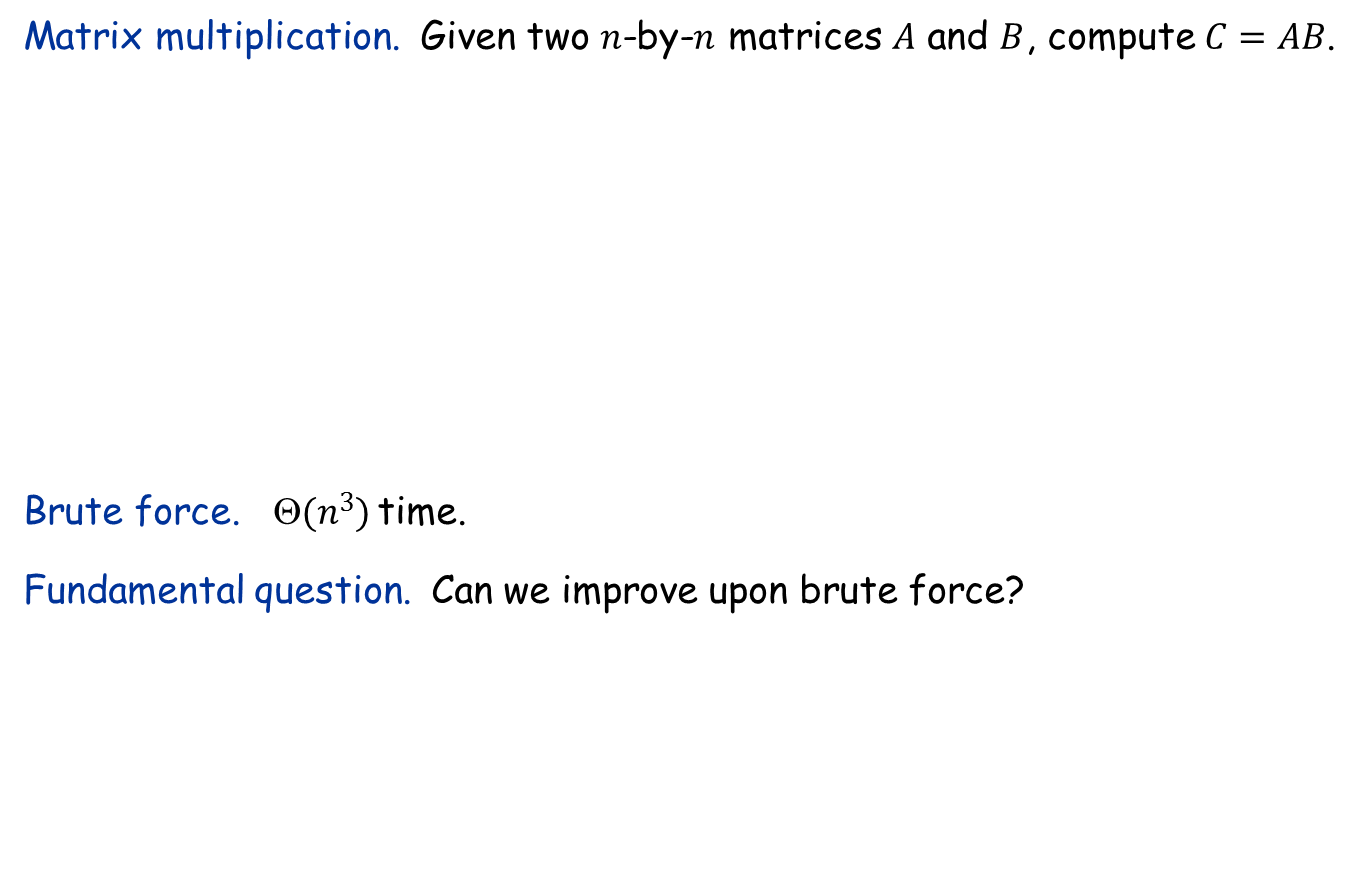 Matrix multiplication. Given two n-by-n matrices A and B, compute C = AB.
Brute force. Θ(n³) time.
Fundamental question. Can we improve upon brute force?